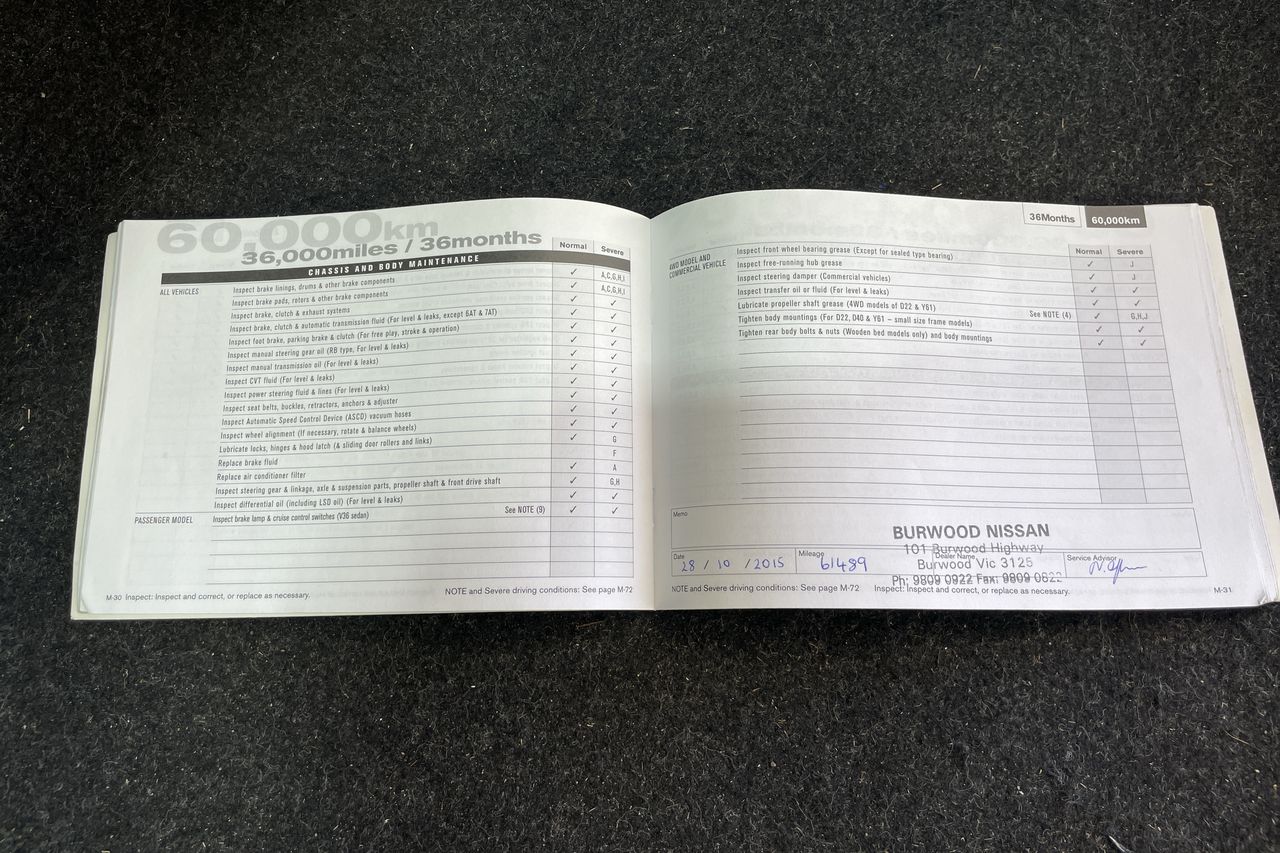 60,000km
36,000miles / 36months
Normal Severe
CHASSIS AND BODY MAINTENANCE
ALL VEHICLES Inspect brake linings, drums & other brake components ✓ A,C,G,H,I
Inspect brake pads, rotors & other brake components ✓ A,C,G,H,I
Inspect brake, clutch & exhaust systems ✓ ✓
Inspect brake, clutch & automatic transmission fluid (For level & leaks, except 6AT & 7AT) ✓ ✓
Inspect foot brake, parking brake & clutch (For free play, stroke & operation) ✓ ✓
Inspect manual steering gear oil (RB type, For level & leaks) ✓ ✓
Inspect manual transmission oil (For level & leaks) ✓ ✓
Inspect CVT fluid (For level & leaks) ✓ ✓
Inspect power steering fluid & lines (For level & leaks) ✓ ✓
Inspect seat belts, buckles, retractors, anchors & adjuster ✓ ✓
Inspect Automatic Speed Control Device (ASCD) vacuum hoses ✓ ✓
Inspect wheel alignment (If necessary, rotate & balance wheels) ✓ ✓
Lubricate locks, hinges & hood latch (& sliding door rollers and links) ✓ G
Replace brake fluid F
Replace air conditioner filter ✓ A
Inspect steering gear & linkage, axle & suspension parts, propeller shaft & front drive shaft ✓ G,H
Inspect differential oil (including LSD oil) (For level & leaks) ✓ ✓
PASSENGER MODEL Inspect brake lamp & cruise control switches (V36 sedan) See NOTE (9) ✓ ✓
M-30 Inspect: Inspect and correct, or replace as necessary. NOTE and Severe driving conditions: See page M-72
36Months 60,000km
Normal Severe
4WD MODEL AND COMMERCIAL VEHICLE Inspect front wheel bearing grease (Except for sealed type bearing) ✓ J
Inspect free-running hub grease ✓ J
Inspect steering damper (Commercial vehicles) ✓ ✓
Inspect transfer oil or fluid (For level & leaks) ✓ ✓
Lubricate propeller shaft grease (4WD models of D22 & Y61) See NOTE (4) ✓ G,H,J
Tighten body mountings (For D22, D40 & Y61 – small size frame models) ✓ ✓
Tighten rear body bolts & nuts (Wooden bed models only) and body mountings ✓ ✓
Memo
BURWOOD NISSAN
101 Burwood Highway
Burwood Vic 3125
Ph: 9809 0922 Fax: 9809 0622
Date 28 / 10 / 2015 Mileage 61489 Dealer Name Service Advisor
NOTE and Severe driving conditions: See page M-72 Inspect: Inspect and correct, or replace as necessary. M-31